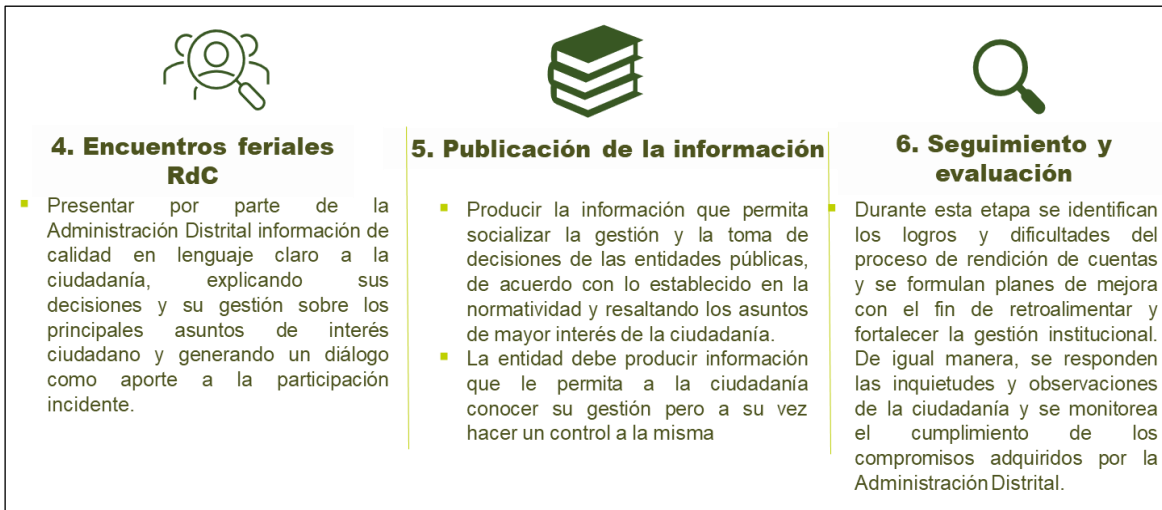 4. Encuentros feriales
RdC
▪ Presentar por parte de la
Administración Distrital información de
calidad en lenguaje claro a la
ciudadanía, explicando sus
decisiones y su gestión sobre los
principales asuntos de interés
ciudadano y generando un diálogo
como aporte a la participación
incidente.
5. Publicación de la información
▪ Producir la información que permita
socializar la gestión y la toma de
decisiones de las entidades públicas,
de acuerdo con lo establecido en la
normatividad y resaltando los asuntos
de mayor interés de la ciudadanía.
▪ La entidad debe producir información
que le permita a la ciudadanía
conocer su gestión pero a su vez
hacer un control a la misma
6. Seguimiento y
evaluación
▪ Durante esta etapa se identifican
los logros y dificultades del
proceso de rendición de cuentas
y se formulan planes de mejora
con el fin de retroalimentar y
fortalecer la gestión institucional.
De igual manera, se responden
las inquietudes y observaciones
de la ciudadanía y se monitorea
el cumplimiento de los
compromisos adquiridos por la
Administración Distrital.